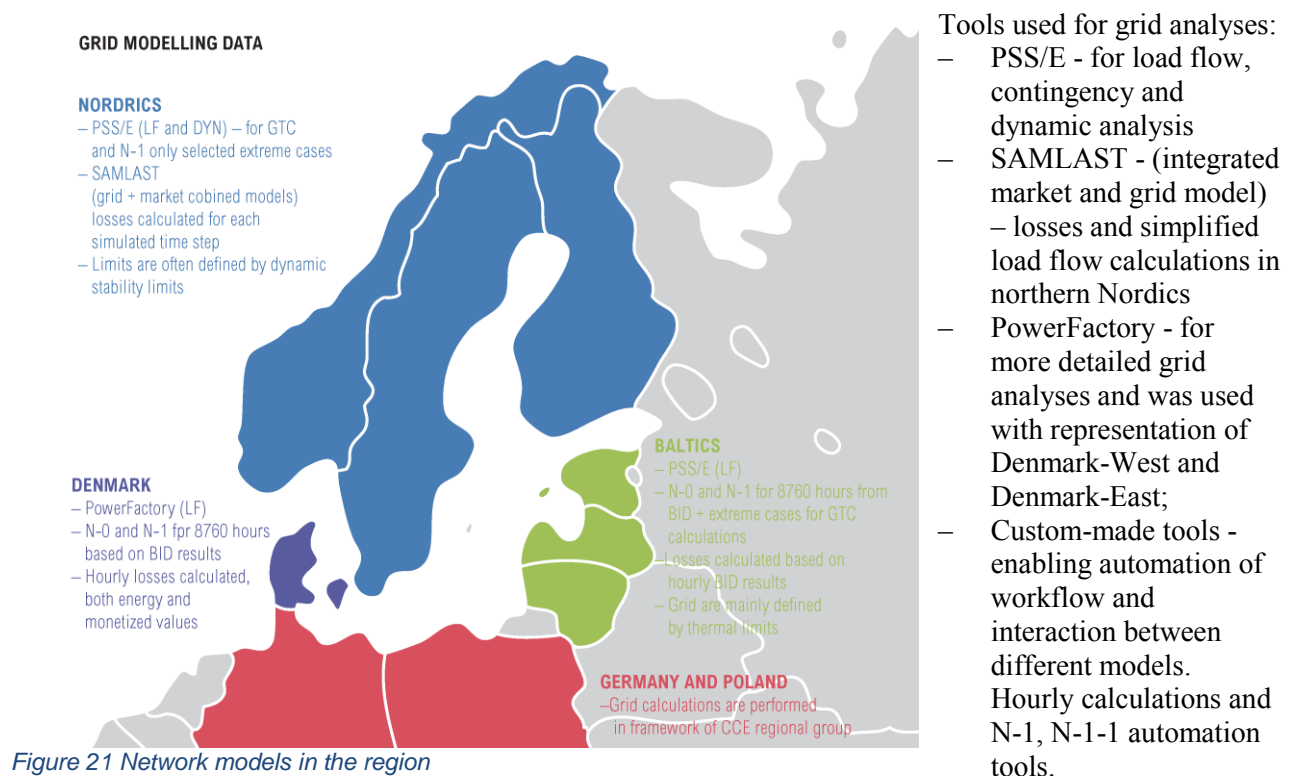 GRID MODELLING DATA
NORDRICS
– PSS/E (LF and DYN) – for GTC
and N-1 only selected extreme cases
– SAMLAST
(grid + market cobined models)
losses calculated for each
simulated time step
– Limits are often defined by dynamic
stability limits
DENMARK
– PowerFactory (LF)
– N-0 and N-1 fpr 8760 hours
based on BID results
– Hourly losses calculated,
both energy and
monetized values
BALTICS
– PSS/E (LF)
– N-0 and N-1 for 8760 hours from
BID + extreme cases for GTC
calculations
–Losses calculated based on
hourly BID results
– Grid are mainly defined
by thermal limits
GERMANY AND POLAND
–Grid calculations are performed
in framework of CCE regional group
Figure 21 Network models in the region
Tools used for grid analyses:
– PSS/E - for load flow,
contingency and
dynamic analysis
– SAMLAST - (integrated
market and grid model)
– losses and simplified
load flow calculations in
northern Nordics
– PowerFactory - for
more detailed grid
analyses and was used
with representation of
Denmark-West and
Denmark-East;
– Custom-made tools -
enabling automation of
workflow and
interaction between
different models.
Hourly calculations and
N-1, N-1-1 automation
tools.